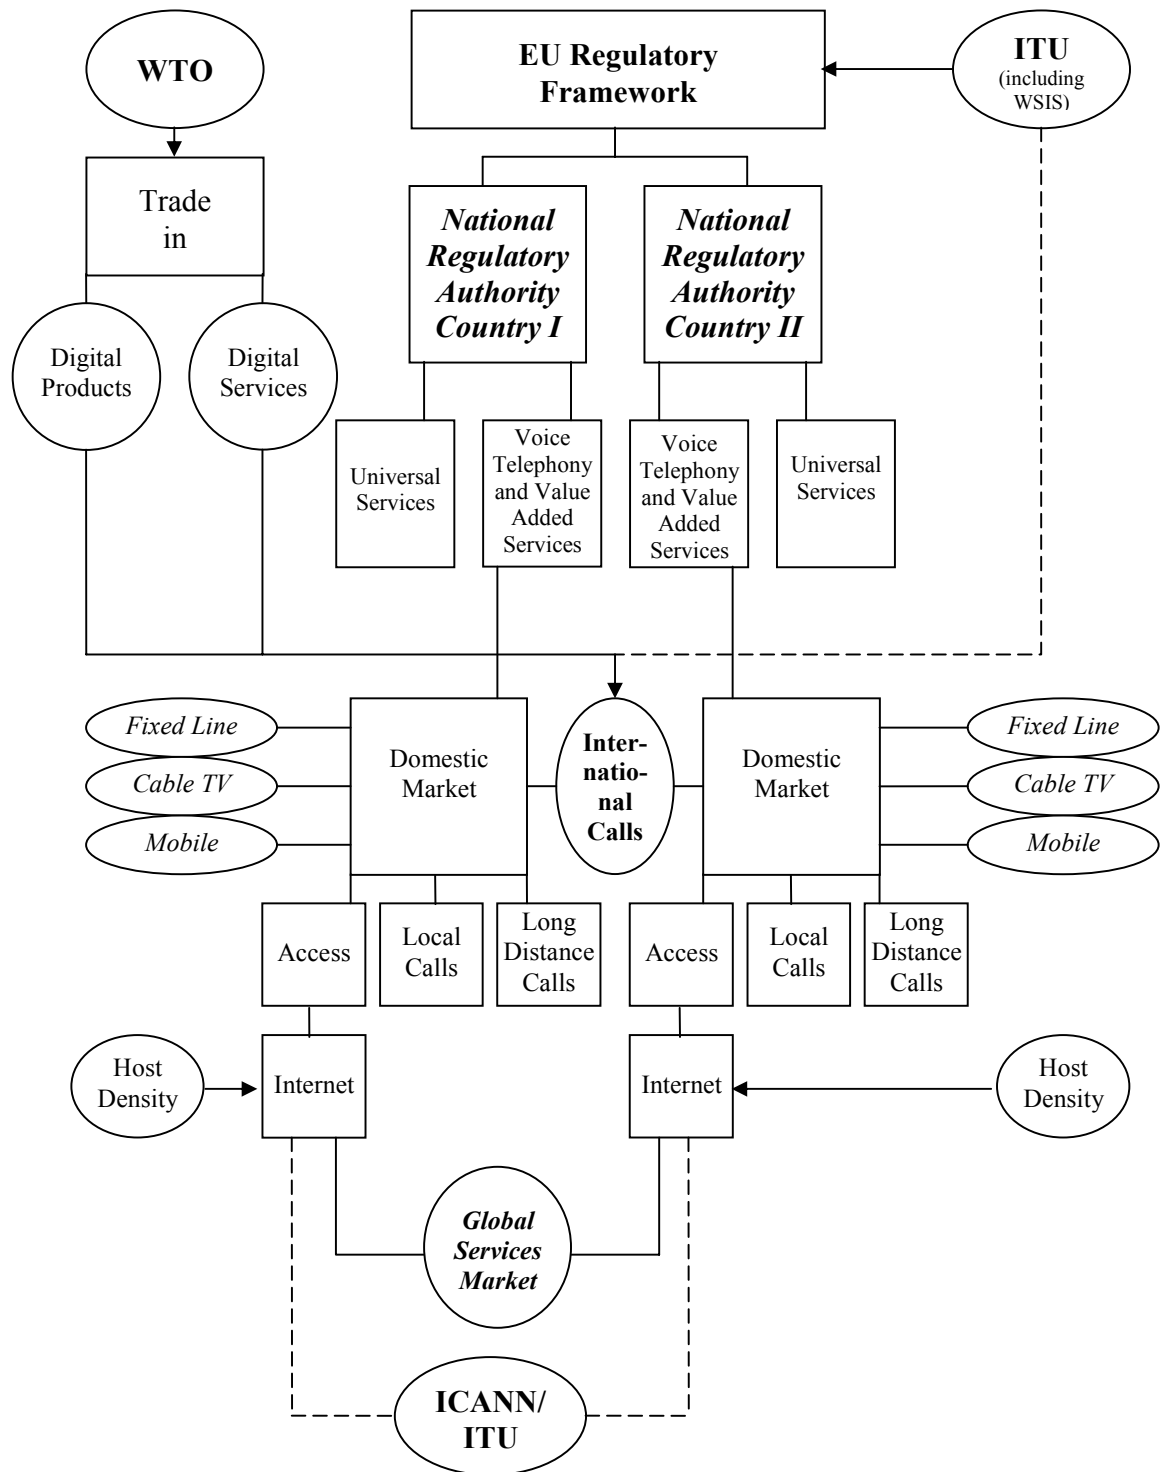 WTO
EU Regulatory
Framework
ITU
(including
WSIS)
Trade
in
National
Regulatory
Authority
Country I
National
Regulatory
Authority
Country II
Digital
Products
Digital
Services
Universal
Services
Voice
Telephony
and Value
Added
Services
Voice
Telephony
and Value
Added
Services
Universal
Services
Fixed Line
Cable TV
Mobile
Domestic
Market
Inter-
natio-
nal
Calls
Domestic
Market
Fixed Line
Cable TV
Mobile
Access
Local
Calls
Long
Distance
Calls
Access
Local
Calls
Long
Distance
Calls
Host
Density
Internet
Internet
Host
Density
Global
Services
Market
ICANN/
ITU